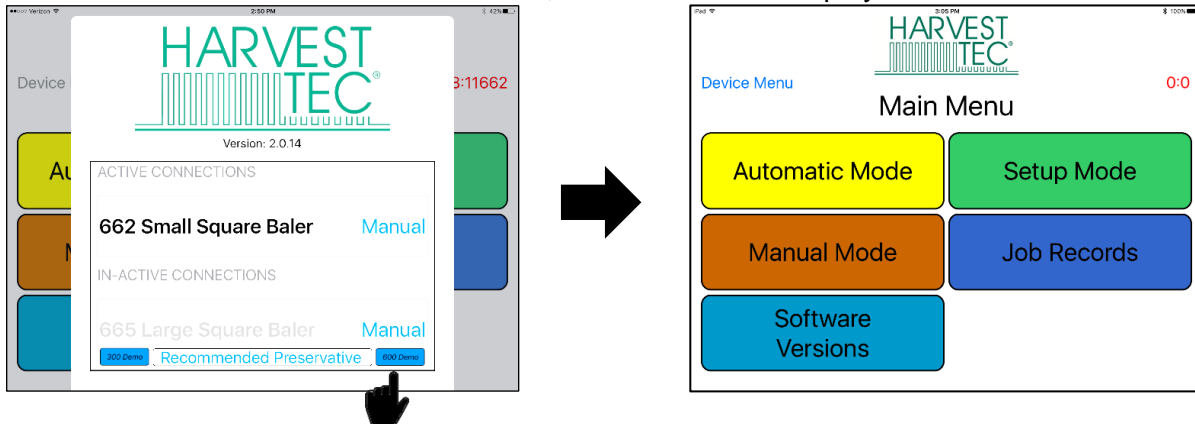 Verizon 2:50 PM 42%
HARVEST
TEC®
Device
3:11662
Version: 2.0.14
Au
ACTIVE CONNECTIONS
662 Small Square Baler Manual
M
IN-ACTIVE CONNECTIONS
665 Large Square Baler Manual
300 Demo Recommended Preservative 600 Demo
iPad 3:05 PM 100%
HARVEST
TEC®
Device Menu 0:0
Main Menu
Automatic Mode Setup Mode
Manual Mode Job Records
Software
Versions